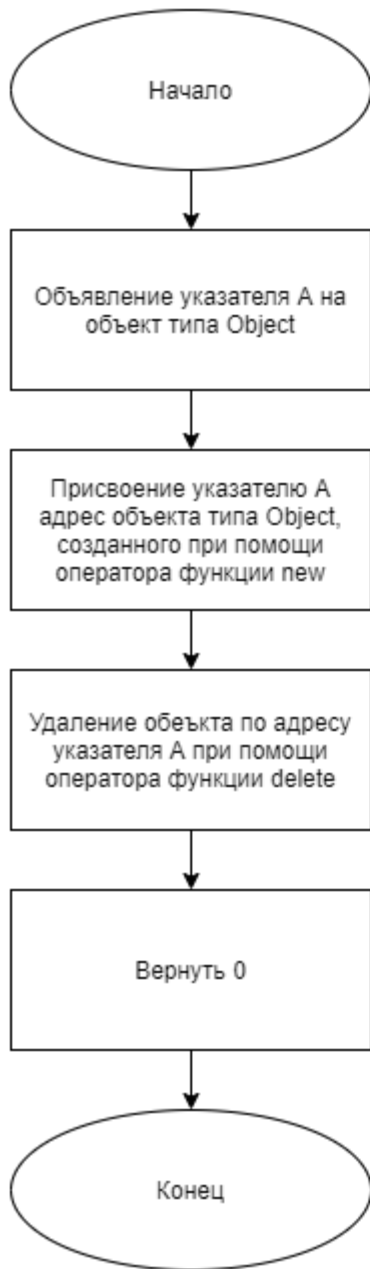 Начало
Объявление указателя А на
объект типа Object
Присвоение указателю А
адрес объекта типа Object,
созданного при помощи
оператора функции new
Удаление обеъкта по адресу
указателя А при помощи
оператора функции delete
Вернуть 0
Конец